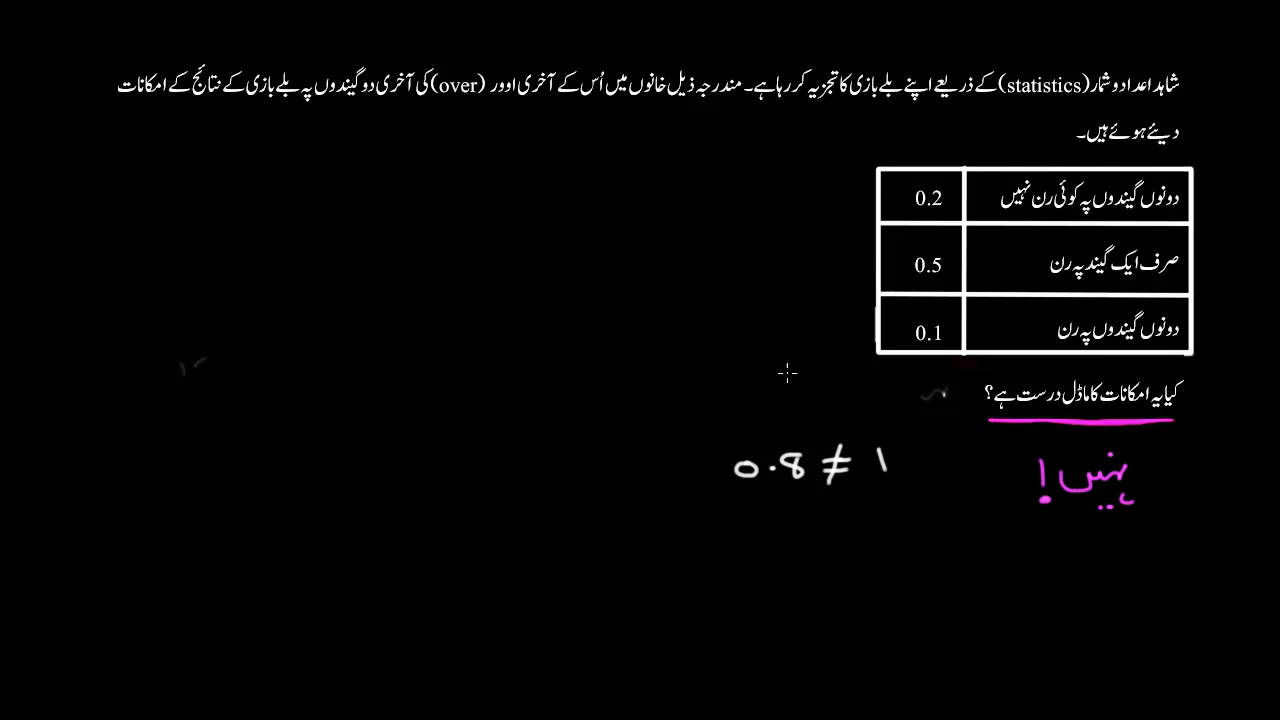 شاہد اعداد و شمار (statistics) کے ذریعے اپنے بلے بازی کا تجزیہ کر رہا ہے۔ مندرجہ ذیل خانوں میں اُس کے آخری اوور (over) کی آخری دو گیندوں پہ بلے بازی کے نتائج کے امکانات
دیئے ہوئے ہیں۔
دونوں گیندوں پہ کوئی رن نہیں 0.2
صرف ایک گیند پہ رن 0.5
دونوں گیندوں پہ رن 0.1
کیا یہ امکانات کا ماڈل درست ہے؟
نہیں!
0.8 ≠ 1